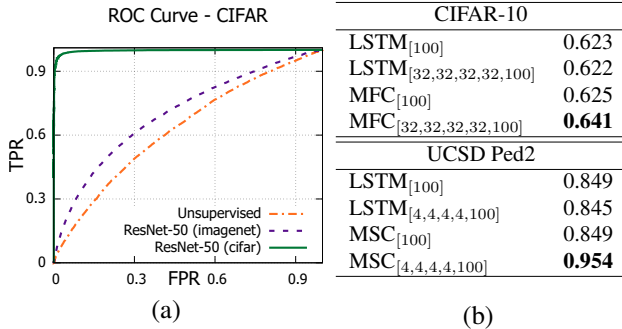 ROC Curve - CIFAR
TPR
0.9
0.6
0.3
0
Unsupervised
ResNet-50 (imagenet)
ResNet-50 (cifar)
0 0.3 0.6 0.9
FPR
(a)
CIFAR-10
LSTM[100] 0.623
LSTM[32,32,32,32,100] 0.622
MFC[100] 0.625
MFC[32,32,32,32,100] 0.641
UCSD Ped2
LSTM[100] 0.849
LSTM[4,4,4,4,100] 0.845
MSC[100] 0.849
MSC[4,4,4,4,100] 0.954
(b)